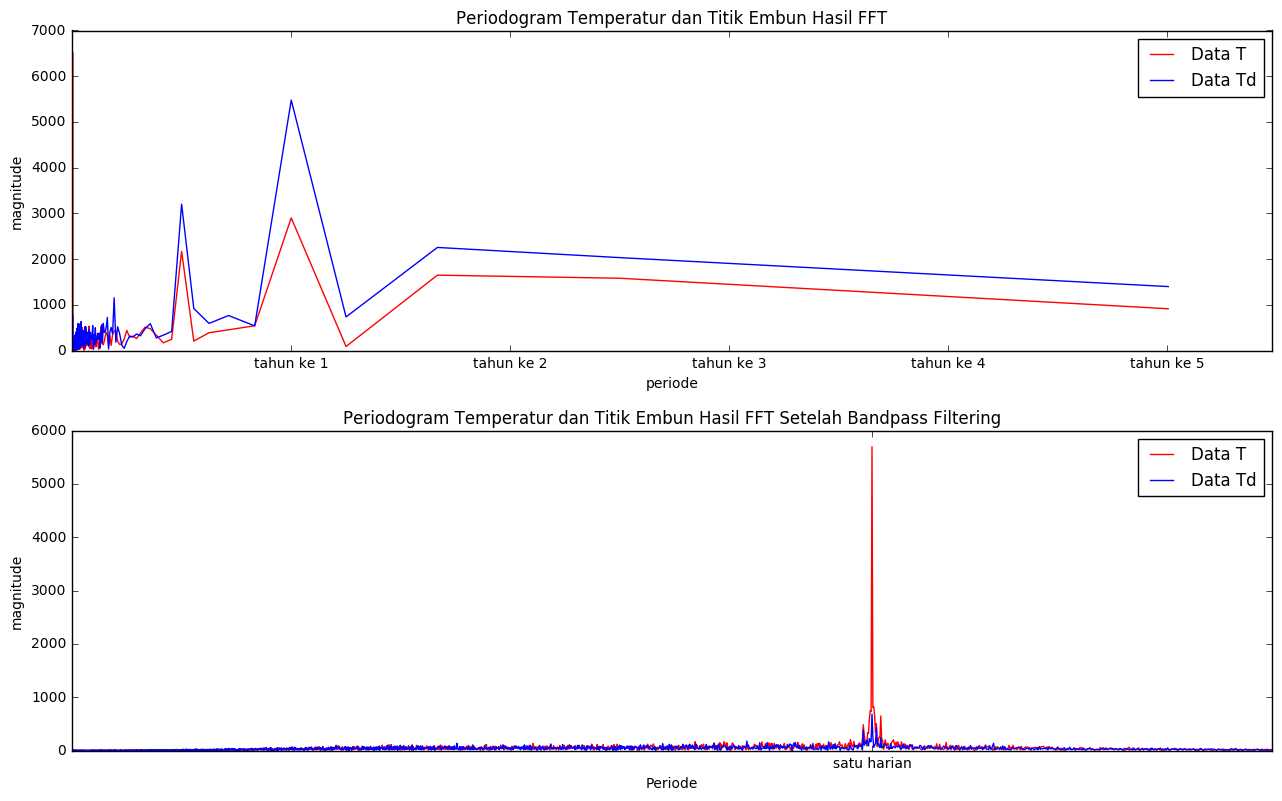 Periodogram Temperatur dan Titik Embun Hasil FFT
7000
6000
5000
4000
3000
2000
1000
0
magnitude
Data T
Data Td
tahun ke 1
tahun ke 2
tahun ke 3
tahun ke 4
tahun ke 5
periode
Periodogram Temperatur dan Titik Embun Hasil FFT Setelah Bandpass Filtering
6000
5000
4000
3000
2000
1000
0
magnitude
Data T
Data Td
satu harian
Periode